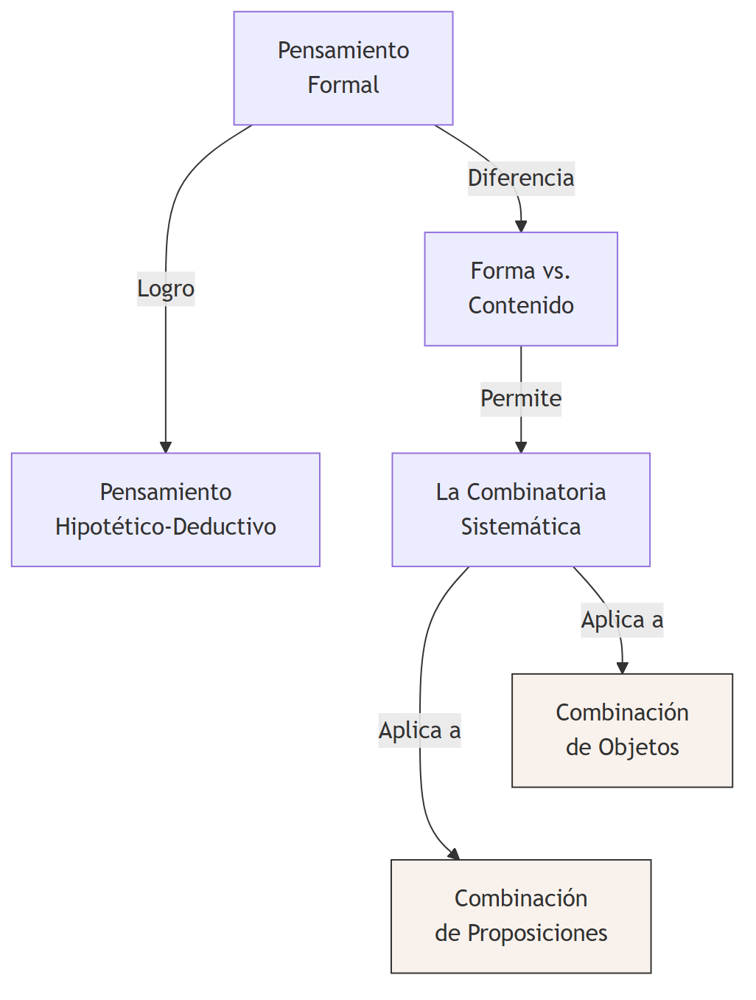 Pensamiento
Formal
Diferencia
Forma vs.
Contenido
Logro
Permite
Pensamiento
Hipotético-Deductivo
La Combinatoria
Sistemática
Aplica a
Combinación
de Objetos
Aplica a
Combinación
de Proposiciones